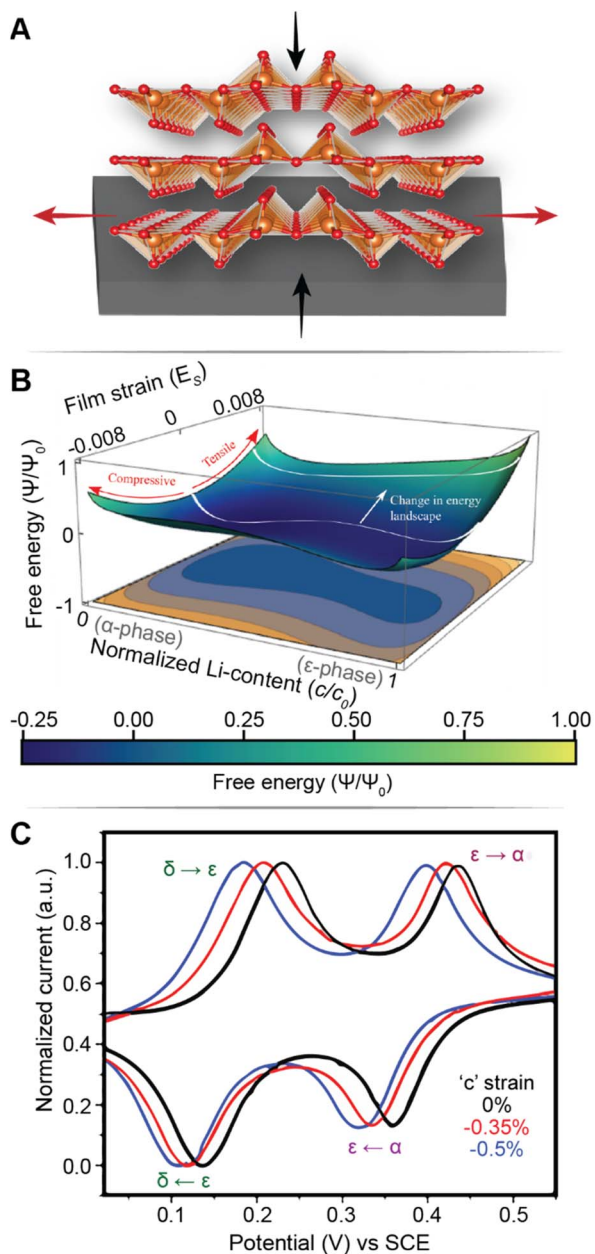 A
B
Film strain (E_S)
-0.008
0
0.008
Compressive
Tensile
Change in energy
landscape
Free energy (Ψ/Ψ₀)
1
0
-1
0
(α-phase)
(ε-phase)
1
Normalized Li-content (c/c₀)
-0.25 0.00 0.25 0.50 0.75 1.00
Free energy (Ψ/Ψ₀)
C
Normalized current (a.u.)
1.0
0.8
0.6
0.4
0.2
0.0
δ → ε
ε → α
'c' strain
0%
-0.35%
-0.5%
ε ← α
δ ← ε
0.1 0.2 0.3 0.4 0.5
Potential (V) vs SCE